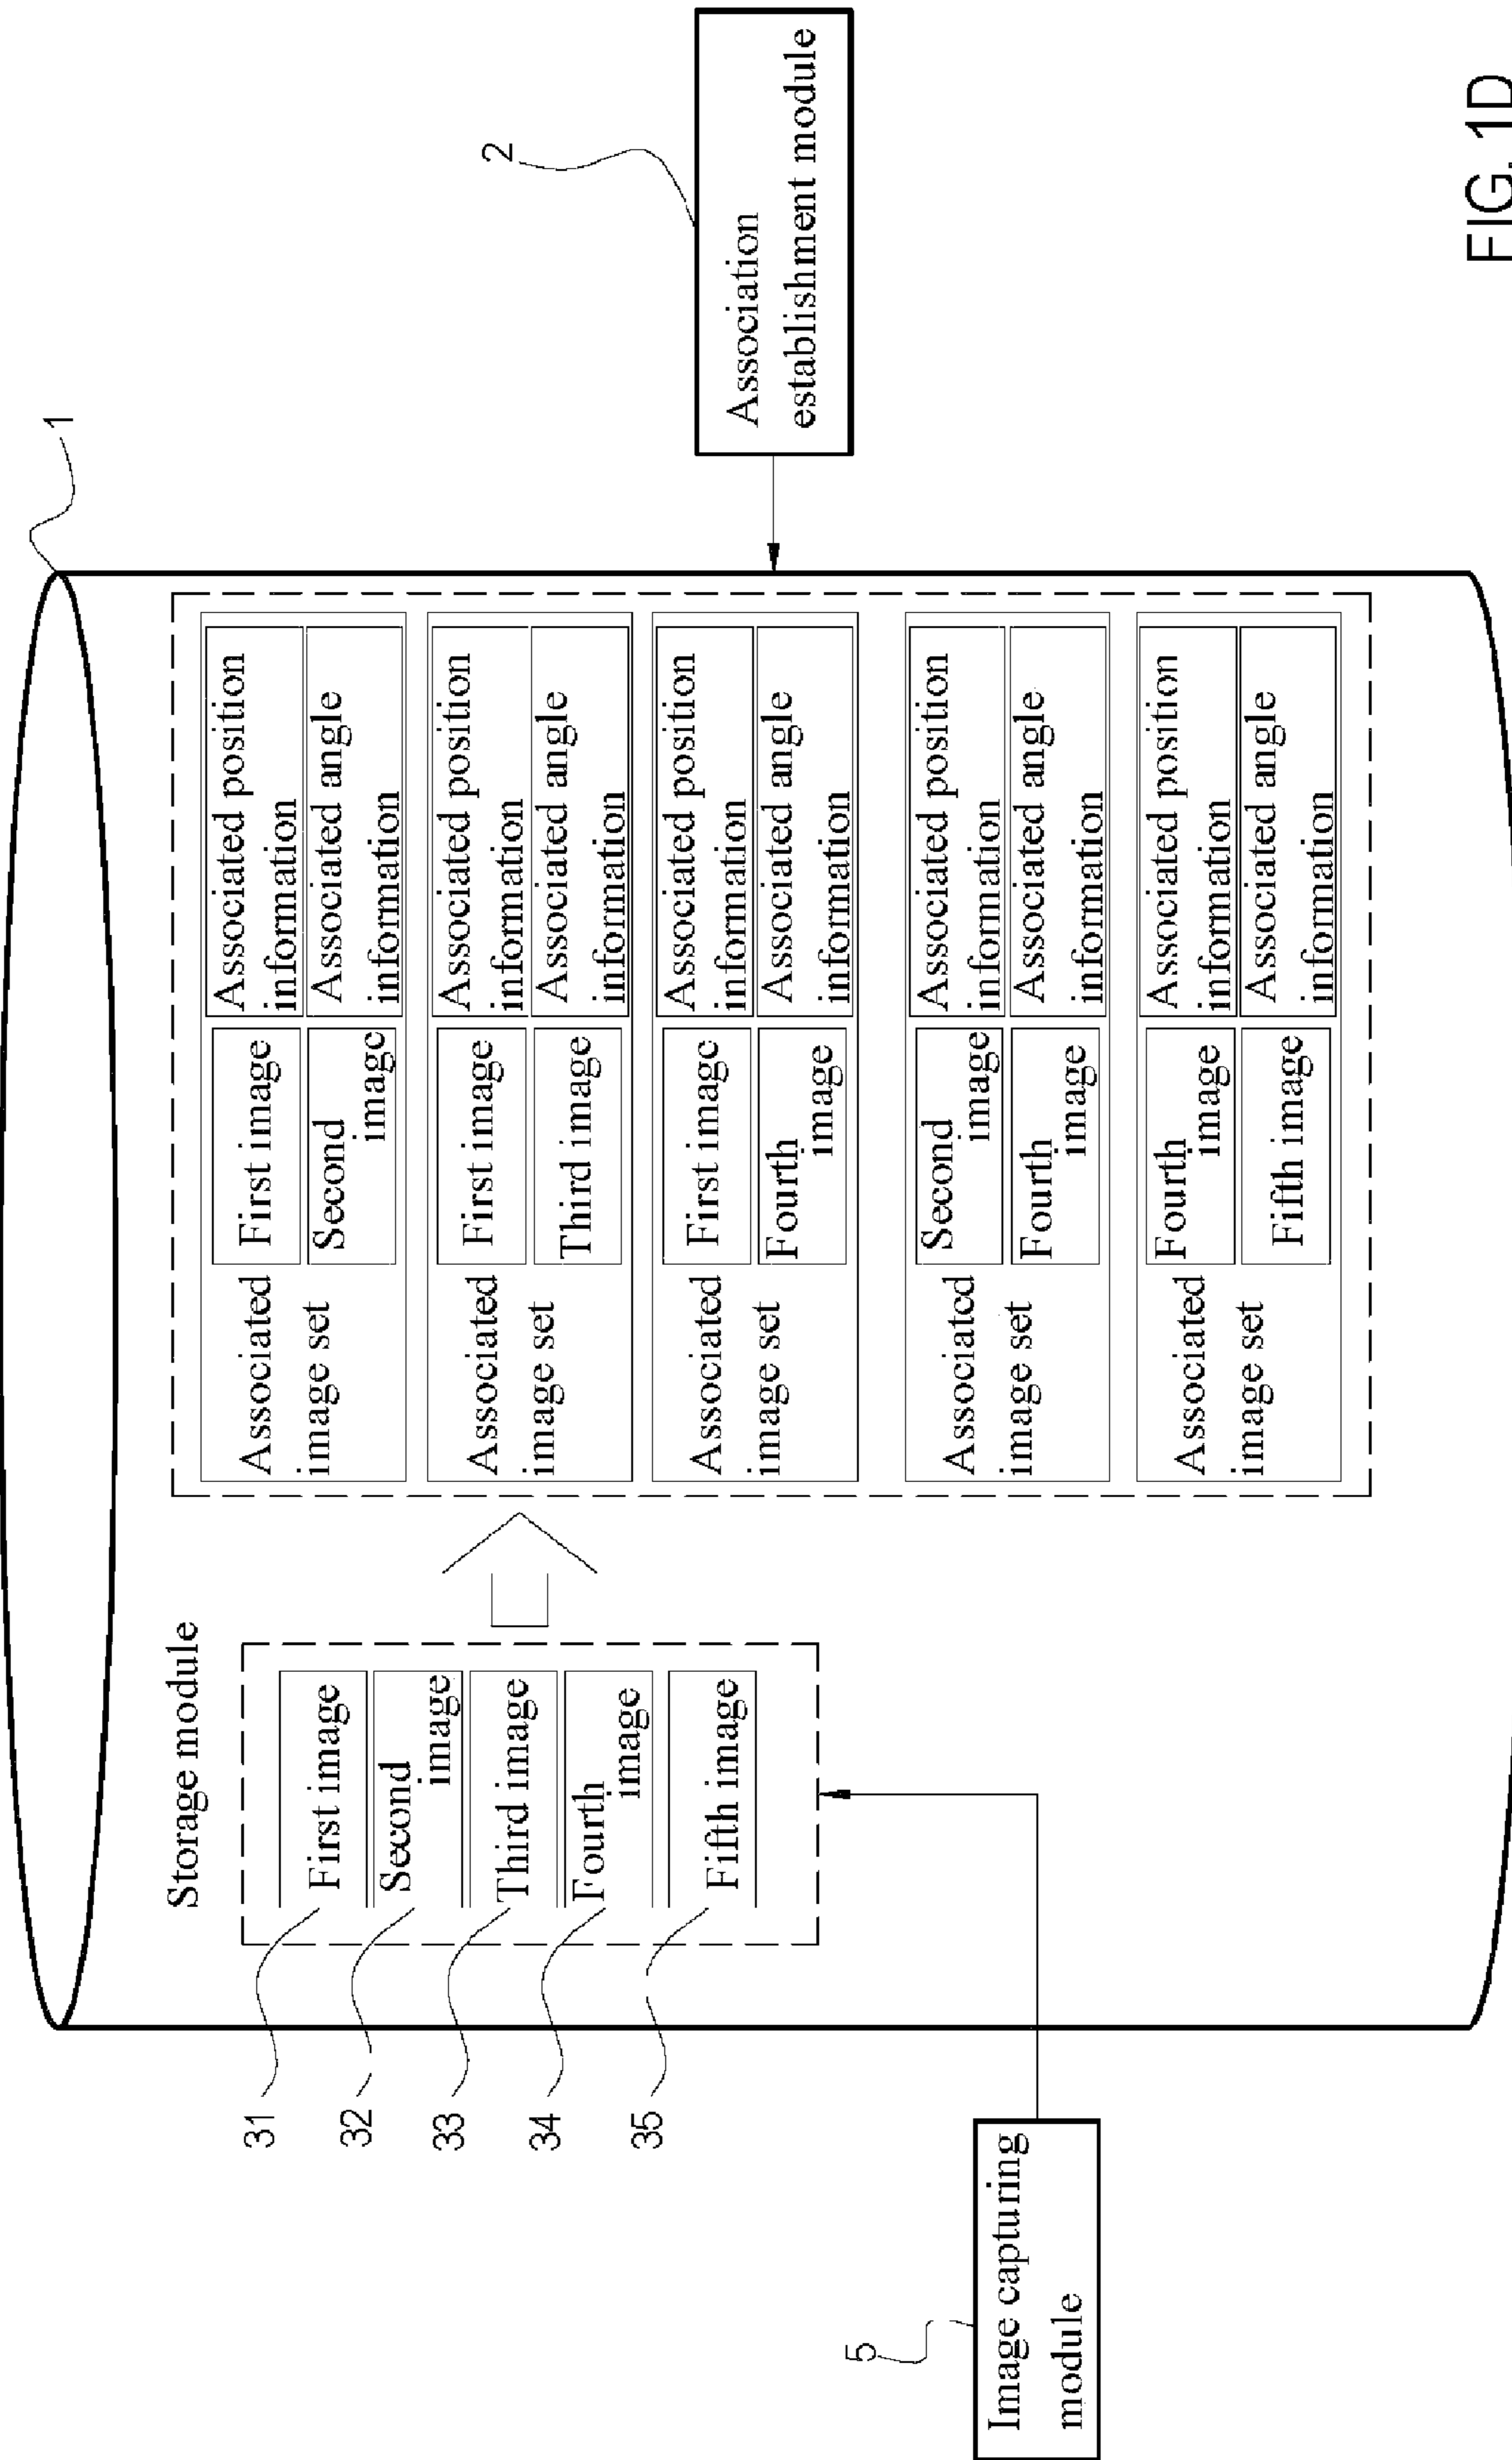 1
Storage module
31
First image
32
Second
image
33
Third image
34
Fourth
image
35
Fifth image
Associated
image set
First image
Second
image
Associated position
information
Associated angle
information
Associated
image set
First image
Third image
Associated position
information
Associated angle
information
Associated
image set
First image
Fourth
image
Associated position
information
Associated angle
information
Associated
image set
Second
image
Fourth
image
Associated position
information
Associated angle
information
Associated
image set
Fourth
image
Fifth image
Associated position
information
Associated angle
information
2
Association
establishment module
5
Image capturing
module
FIG. 1D